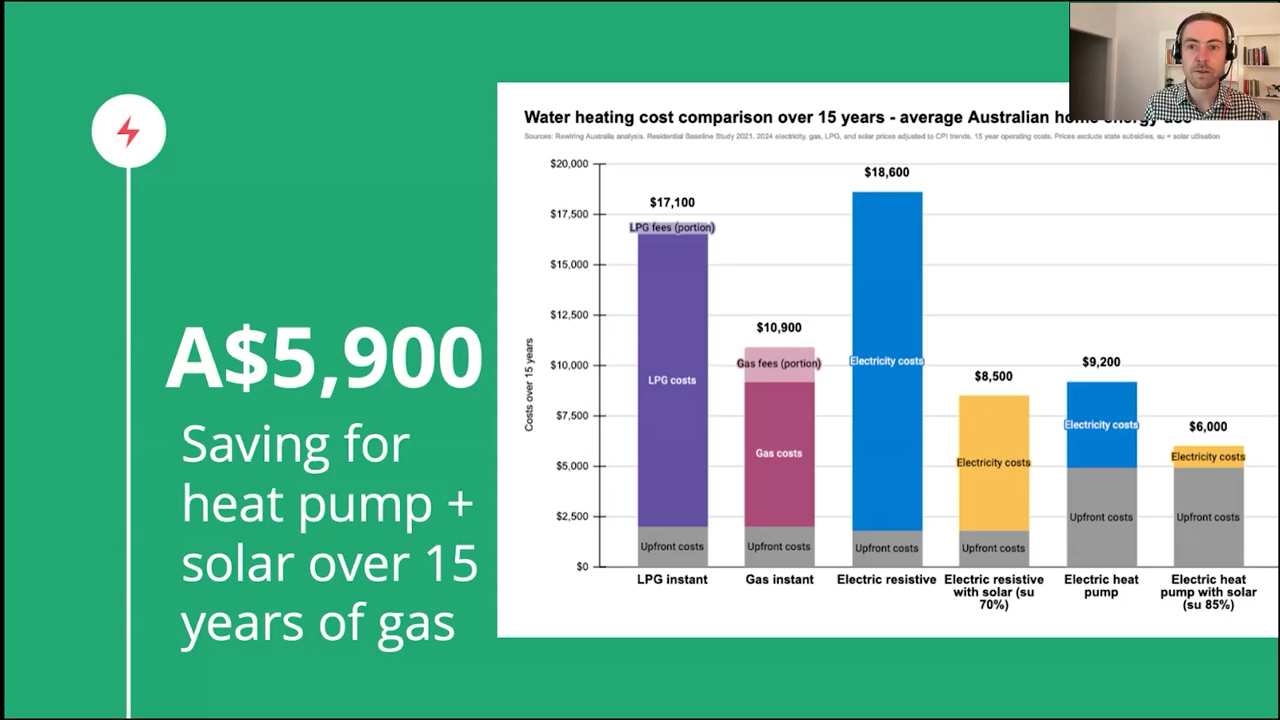 A$5,900
Saving for
heat pump +
solar over 15
years of gas
Water heating cost comparison over 15 years - average Australian home energy use
Sources: Rewiring Australia analysis. Residential Baseline Study 2021. 2024 electricity, gas, LPG, and solar prices adjusted to CPI trends. 15 year operating costs. Prices exclude state subsidies. su = solar utilisation
Costs over 15 years
$20,000
$17,500
$15,000
$12,500
$10,000
$7,500
$5,000
$2,500
$0
$17,100
LPG fees (portion)
LPG costs
Upfront costs
LPG instant
$10,900
Gas fees (portion)
Gas costs
Upfront costs
Gas instant
$18,600
Electricity costs
Upfront costs
Electric resistive
$8,500
Electricity costs
Upfront costs
Electric resistive
with solar (su
70%)
$9,200
Electricity costs
Upfront costs
Electric heat
pump
$6,000
Electricity costs
Upfront costs
Electric heat
pump with solar
(su 85%)